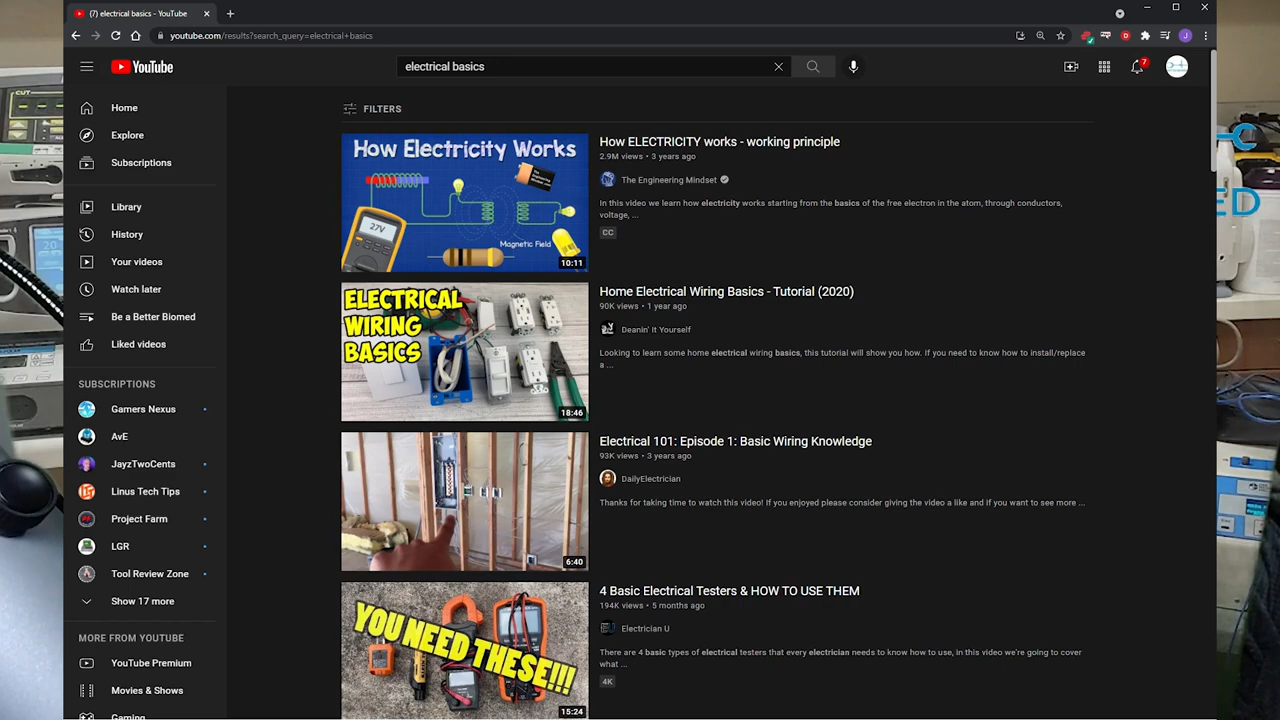 (7) electrical basics - YouTube
youtube.com/results?search_query=electrical+basics
YouTube
electrical basics
7
Home
Explore
Subscriptions
Library
History
Your videos
Watch later
Be a Better Biomed
Liked videos
SUBSCRIPTIONS
Gamers Nexus
AvE
JayzTwoCents
Linus Tech Tips
Project Farm
LGR
Tool Review Zone
Show 17 more
MORE FROM YOUTUBE
YouTube Premium
Movies & Shows
Gaming
FILTERS
How Electricity Works
27V
Magnetic Field
10:11
How ELECTRICITY works - working principle
2.9M views • 3 years ago
The Engineering Mindset
In this video we learn how electricity works starting from the basics of the free electron in the atom, through conductors,
voltage, ...
CC
ELECTRICAL
WIRING
BASICS
18:46
Home Electrical Wiring Basics - Tutorial (2020)
90K views • 1 year ago
Deanin' It Yourself
Looking to learn some home electrical wiring basics, this tutorial will show you how. If you need to know how to install/replace
a ...
6:40
Electrical 101: Episode 1: Basic Wiring Knowledge
93K views • 3 years ago
DailyElectrician
Thanks for taking time to watch this video! If you enjoyed please consider giving the video a like and if you want to see more ...
YOU NEED THESE!!!
15:24
4 Basic Electrical Testers & HOW TO USE THEM
194K views • 5 months ago
Electrician U
There are 4 basic types of electrical testers that every electrician needs to know how to use, in this video we're going to cover
what ...
4K
CUT
ED